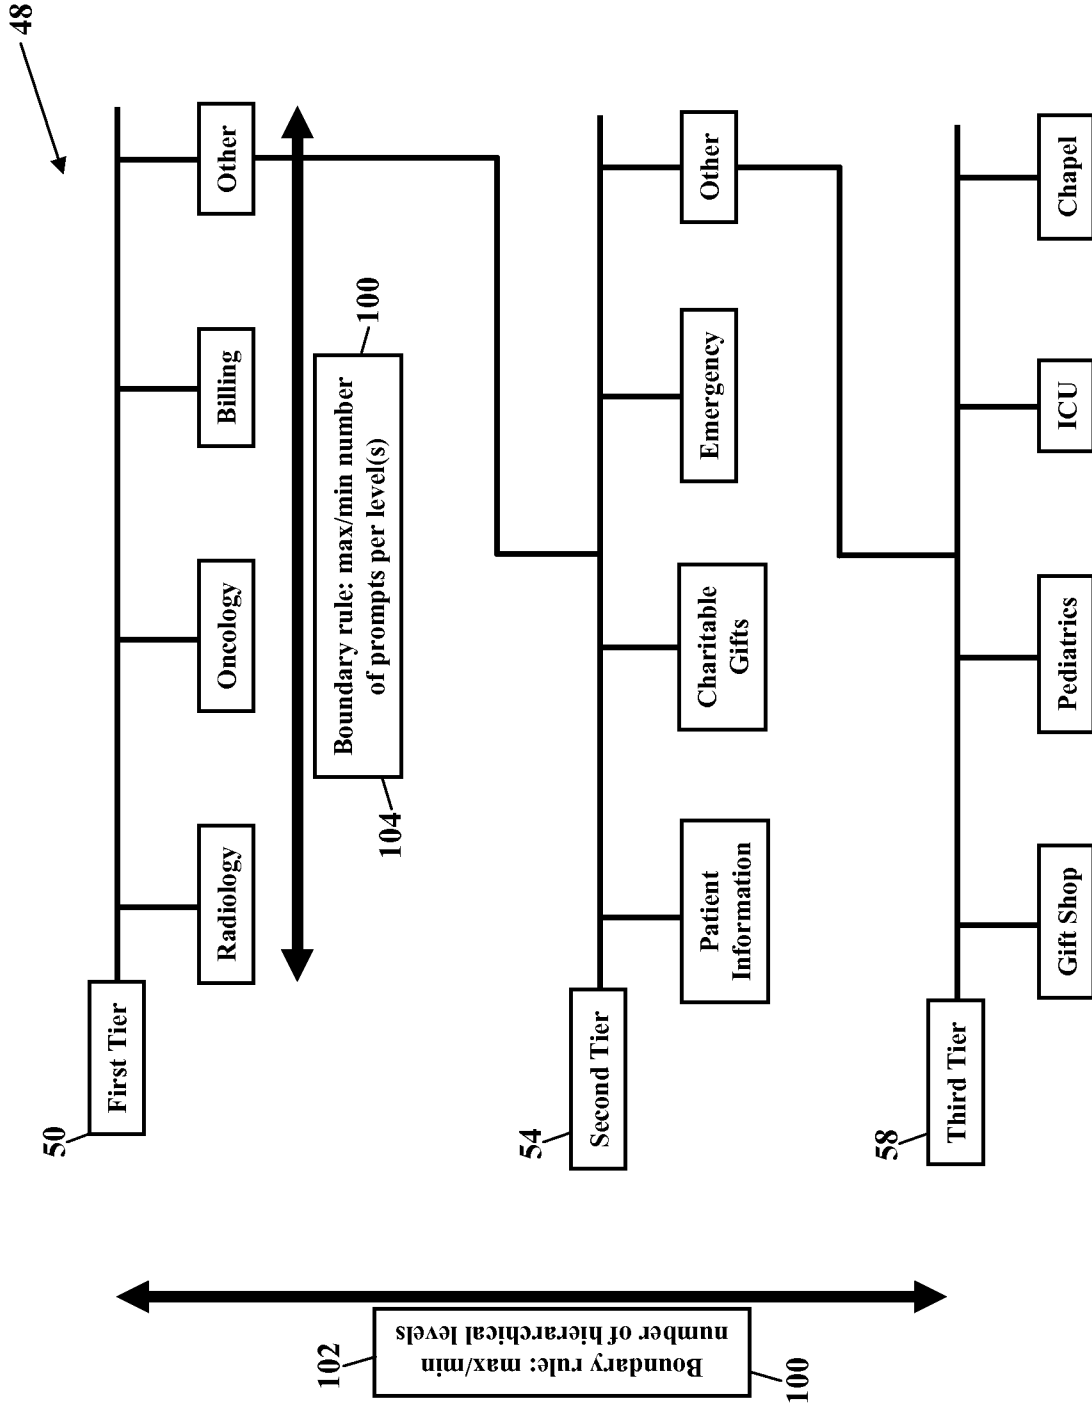 48
50
First Tier
Radiology
Oncology
Billing
Other
Boundary rule: max/min number
of prompts per level(s)
100
104
54
Second Tier
Patient
Information
Charitable
Gifts
Emergency
Other
58
Third Tier
Gift Shop
Pediatrics
ICU
Chapel
Boundary rule: max/min
number of hierarchical levels
102
100